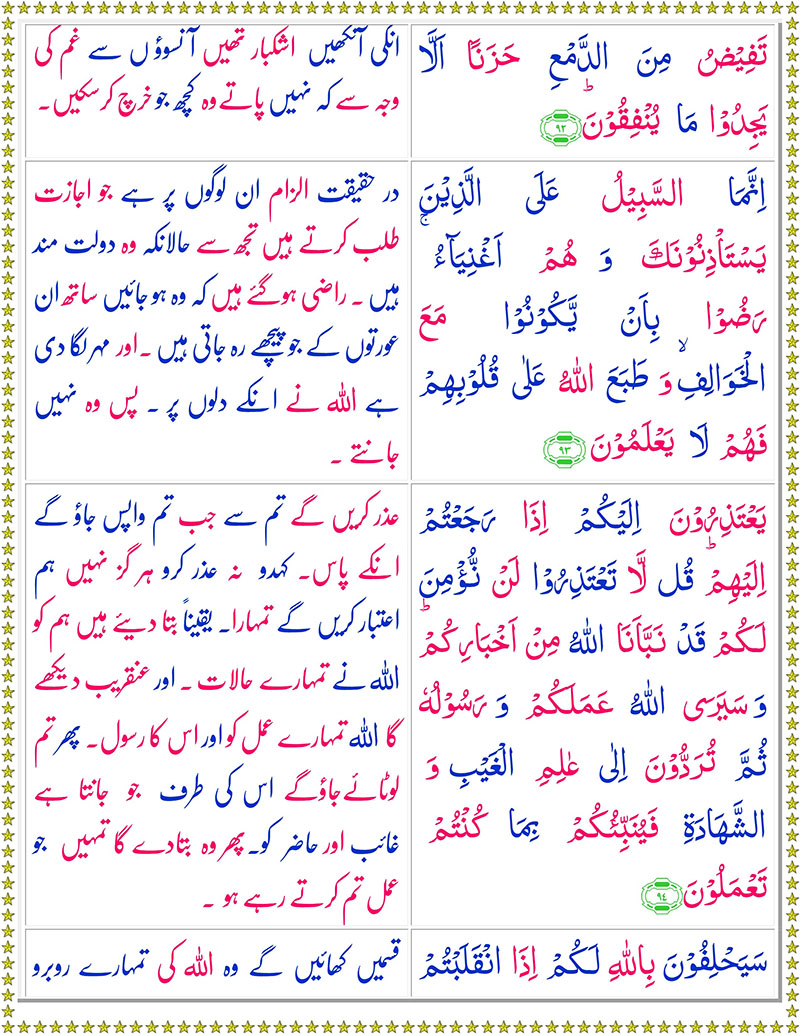 تَفِيْضُ مِنَ الدَّمْعِ حَزَنًا اَلَّا
يَجِدُوْا مَا يُنْفِقُوْنَؕ ٩٢
انکی آنکھیں اشکبار تھیں آنسوؤں سے غم کی
وجہ سے کہ نہیں پاتے وہ کچھ جو خرچ کرسکیں۔
اِنَّمَا السَّبِيْلُ عَلَى الَّذِيْنَ
يَسْتَاْذِنُوْنَكَ وَ هُمْ اَغْنِيَآءُۚ
رَضُوْا بِاَنْ يَّكُوْنُوْا مَعَ
الْخَوَالِفِۙ وَ طَبَعَ اللّٰهُ عَلٰى قُلُوْبِهِمْ
فَهُمْ لَا يَعْلَمُوْنَ ٩٣
در حقیقت الزام ان لوگوں پر ہے جو اجازت
طلب کرتے ہیں تجھ سے حالانکہ وہ دولت مند
ہیں۔ راضی ہوگئے ہیں کہ وہ ہو جائیں ساتھ ان
عورتوں کے جو پیچھے رہ جاتی ہیں۔ اور مہر لگا دی
ہے اللہ نے انکے دلوں پر۔ پس وہ نہیں
جانتے۔
يَعْتَذِرُوْنَ اِلَيْكُمْ اِذَا رَجَعْتُمْ
اِلَيْهِمْؕ قُل لَّا تَعْتَذِرُوْا لَنْ نُّؤْمِنَ
لَكُمْ قَدْ نَبَّاَنَا اللّٰهُ مِنْ اَخْبَارِكُمْؕ
وَ سَيَرَى اللّٰهُ عَمَلَكُمْ وَ رَسُوْلُهٗ
ثُمَّ تُرَدُّوْنَ اِلٰى عٰلِمِ الْغَيْبِ وَ
الشَّهَادَةِ فَيُنَبِّئُكُمْ بِمَا كُنْتُمْ
تَعْمَلُوْنَ ٩٤
عذر کریں گے تم سے جب تم واپس جاؤ گے
انکے پاس۔ کہدو نہ عذر کرو ہر گز نہیں ہم
اعتبار کریں گے تمہارا۔ یقیناً بتا دیئے ہیں ہم کو
اللہ نے تمہارے حالات۔ اور عنقریب دیکھے
گا اللہ تمہارے عمل کو اور اس کا رسول۔ پھر تم
لوٹائے جاؤگے اس کی طرف جو جانتا ہے
غائب اور حاضر کو۔ پھر وہ بتادے گا تمہیں جو
عمل تم کرتے رہے ہو۔
سَيَحْلِفُوْنَ بِاللّٰهِ لَكُمْ اِذَا انْقَلَبْتُمْ
قسمیں کھائیں گے وہ اللہ کی تمہارے روبرو